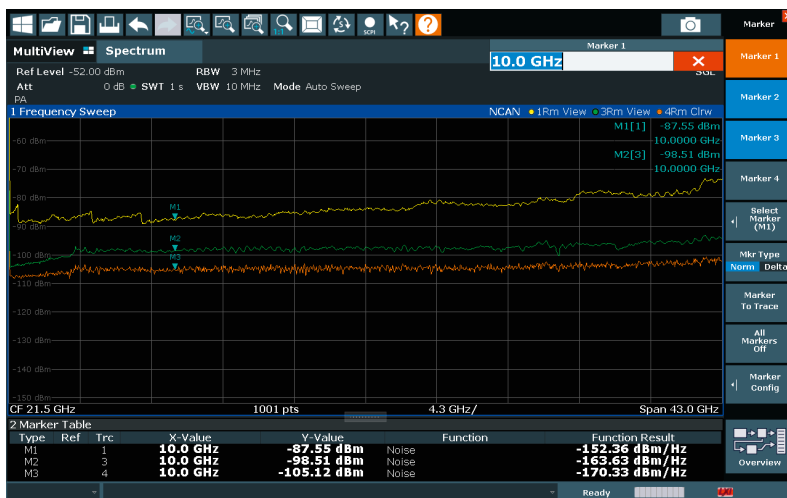 1:1
SCPI
?
?
Marker
MultiView Spectrum
Marker 1
10.0 GHz
Ref Level -52.00 dBm RBW 3 MHz SGL
Att 0 dB SWT 1 s VBW 10 MHz Mode Auto Sweep
PA
1 Frequency Sweep NCAN 1Rm View 3Rm View 4Rm Clrw
M1[1] -87.55 dBm
10.0000 GHz
M2[3] -98.51 dBm
10.0000 GHz
-60 dBm
-70 dBm
-80 dBm
-90 dBm
-100 dBm
-110 dBm
-120 dBm
-130 dBm
-140 dBm
-150 dBm
M1
M2
M3
CF 21.5 GHz 1001 pts 4.3 GHz/ Span 43.0 GHz
2 Marker Table
Type Ref Trc X-Value Y-Value Function Function Result
M1 1 10.0 GHz -87.55 dBm Noise -152.36 dBm/Hz
M2 3 10.0 GHz -98.51 dBm Noise -163.63 dBm/Hz
M3 4 10.0 GHz -105.12 dBm Noise -170.33 dBm/Hz
Ready
Marker 1
Marker 2
Marker 3
Marker 4
Select
Marker
(M1)
Mkr Type
Norm Delta
Marker
To Trace
All
Markers
Off
Marker
Config
Overview